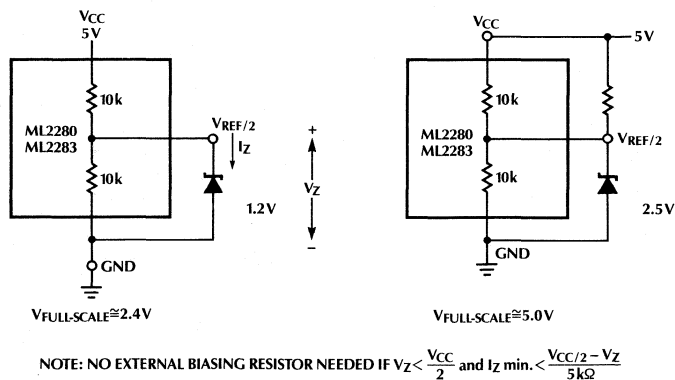 VCC
5V
10k
ML2280
ML2283
VREF/2
IZ
10k
1.2V
GND
VFULL-SCALE≅2.4V
+
VZ
−
VCC
5V
10k
ML2280
ML2283
VREF/2
10k
2.5V
GND
VFULL-SCALE≅5.0V
NOTE: NO EXTERNAL BIASING RESISTOR NEEDED IF VZ< VCC/2 and IZ min.< (VCC/2 − VZ)/5kΩ